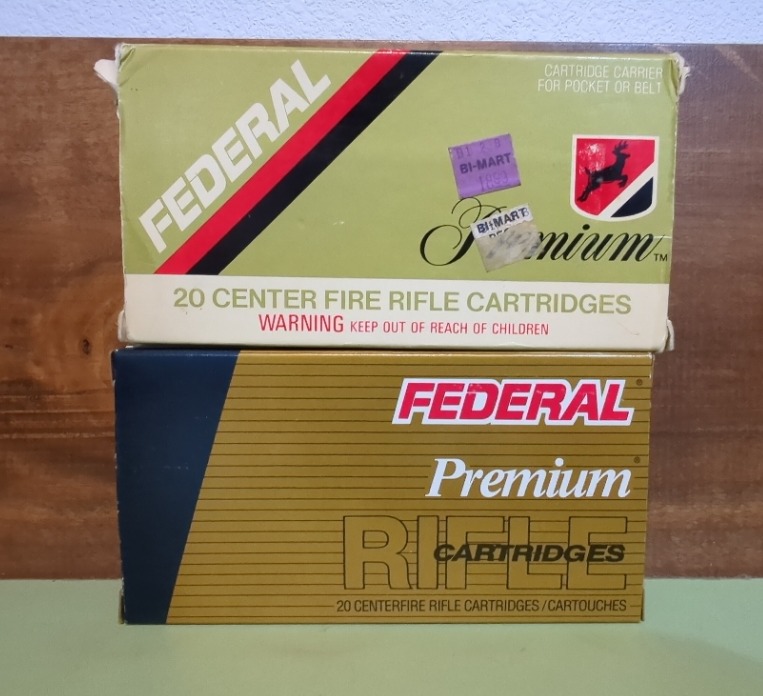 FEDERAL
CARTRIDGE CARRIER
FOR POCKET OR BELT
BI-MART
BI-MART
Premium™
20 CENTER FIRE RIFLE CARTRIDGES
WARNING KEEP OUT OF REACH OF CHILDREN
FEDERAL®
Premium®
RIFLE
CARTRIDGES
20 CENTERFIRE RIFLE CARTRIDGES/CARTOUCHES